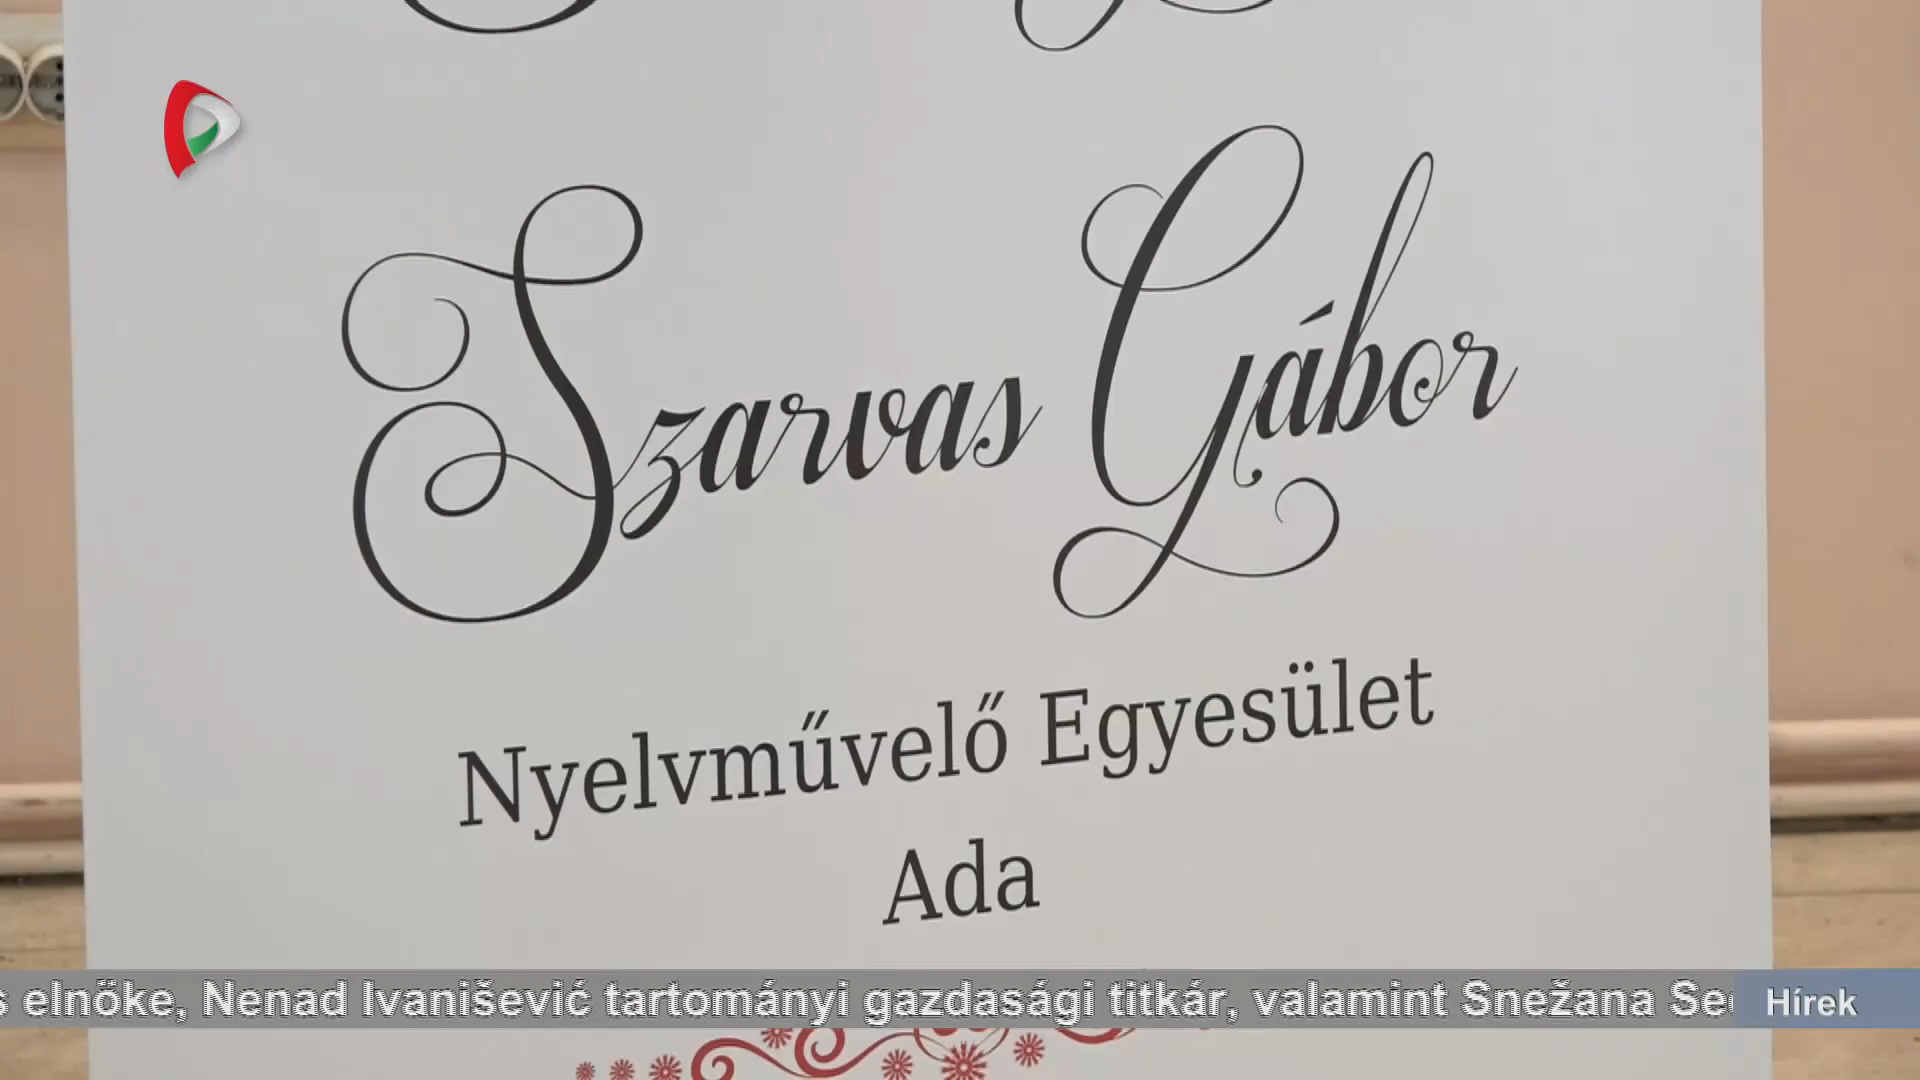 Szarvas Gábor
Nyelvművelő Egyesület
Ada
elnöke, Nenad Ivanišević tartományi gazdasági titkár, valamint Snežana
Hírek